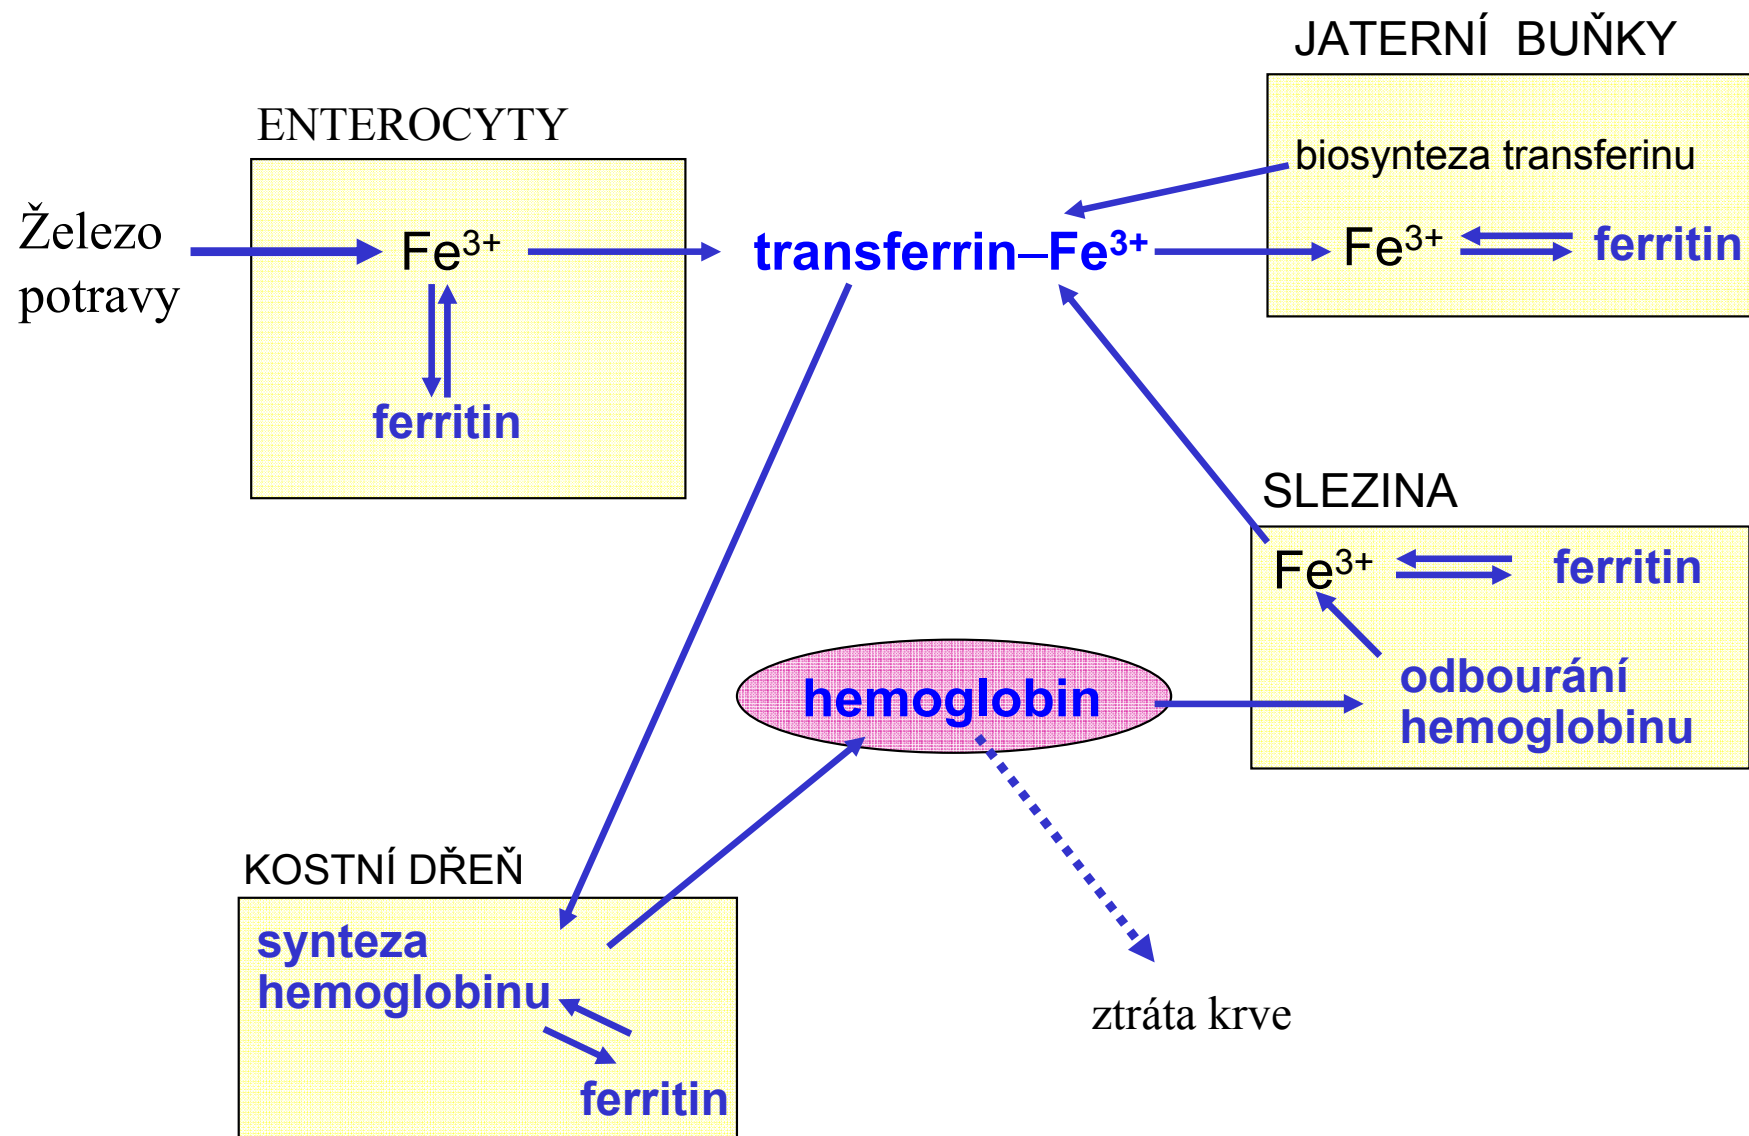 JATERNÍ BUŇKY
ENTEROCYTY
biosynteza transferinu
Železo
potravy
Fe³⁺
transferrin–Fe³⁺
Fe³⁺
ferritin
ferritin
SLEZINA
Fe³⁺
ferritin
hemoglobin
odbourání
hemoglobinu
KOSTNÍ DŘEŇ
synteza
hemoglobinu
ztráta krve
ferritin